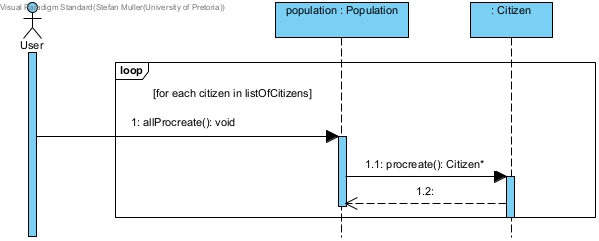 Visual Paradigm Standard(Stefan Muller(University of Pretoria))
User
population : Population
: Citizen
loop
[for each citizen in listOfCitizens]
1: allProcreate(): void
1.1: procreate(): Citizen*
1.2: